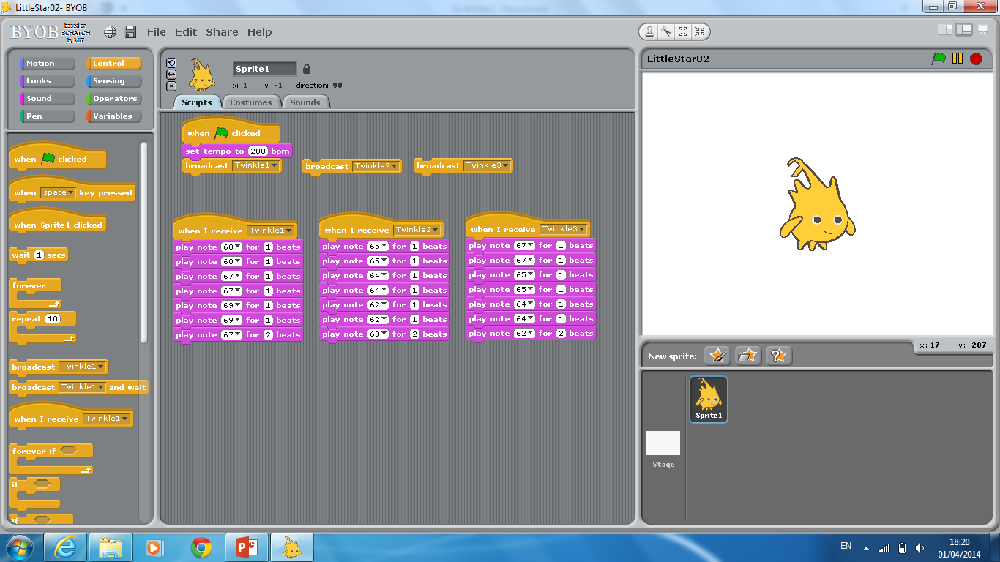 LittleStar02- BYOB
BYOB based on SCRATCH by MIT
File Edit Share Help
Motion Control
Looks Sensing
Sound Operators
Pen Variables
when clicked
when space key pressed
when Sprite1 clicked
wait 1 secs
forever
repeat 10
broadcast Twinkle1
broadcast Twinkle1 and wait
when I receive Twinkle1
forever if
if
if
Sprite1
x: 1 y: -1 direction: 90
Scripts Costumes Sounds
when clicked
set tempo to 200 bpm
broadcast Twinkle1
broadcast Twinkle2
broadcast Twinkle3
when I receive Twinkle1
play note 60 for 1 beats
play note 60 for 1 beats
play note 67 for 1 beats
play note 67 for 1 beats
play note 69 for 1 beats
play note 69 for 1 beats
play note 67 for 2 beats
when I receive Twinkle2
play note 65 for 1 beats
play note 65 for 1 beats
play note 64 for 1 beats
play note 64 for 1 beats
play note 62 for 1 beats
play note 62 for 1 beats
play note 60 for 2 beats
when I receive Twinkle3
play note 67 for 1 beats
play note 67 for 1 beats
play note 65 for 1 beats
play note 65 for 1 beats
play note 64 for 1 beats
play note 64 for 1 beats
play note 62 for 2 beats
LittleStar02
x: 17 y: -287
New sprite:
Sprite1
Stage
EN
18:20
01/04/2014